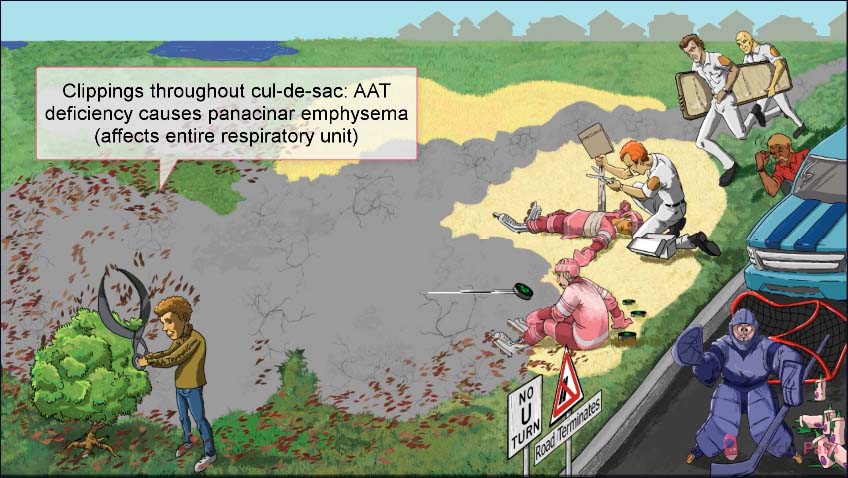 Clippings throughout cul-de-sac: AAT
deficiency causes panacinar emphysema
(affects entire respiratory unit)
NO
U
TURN
Road Terminates